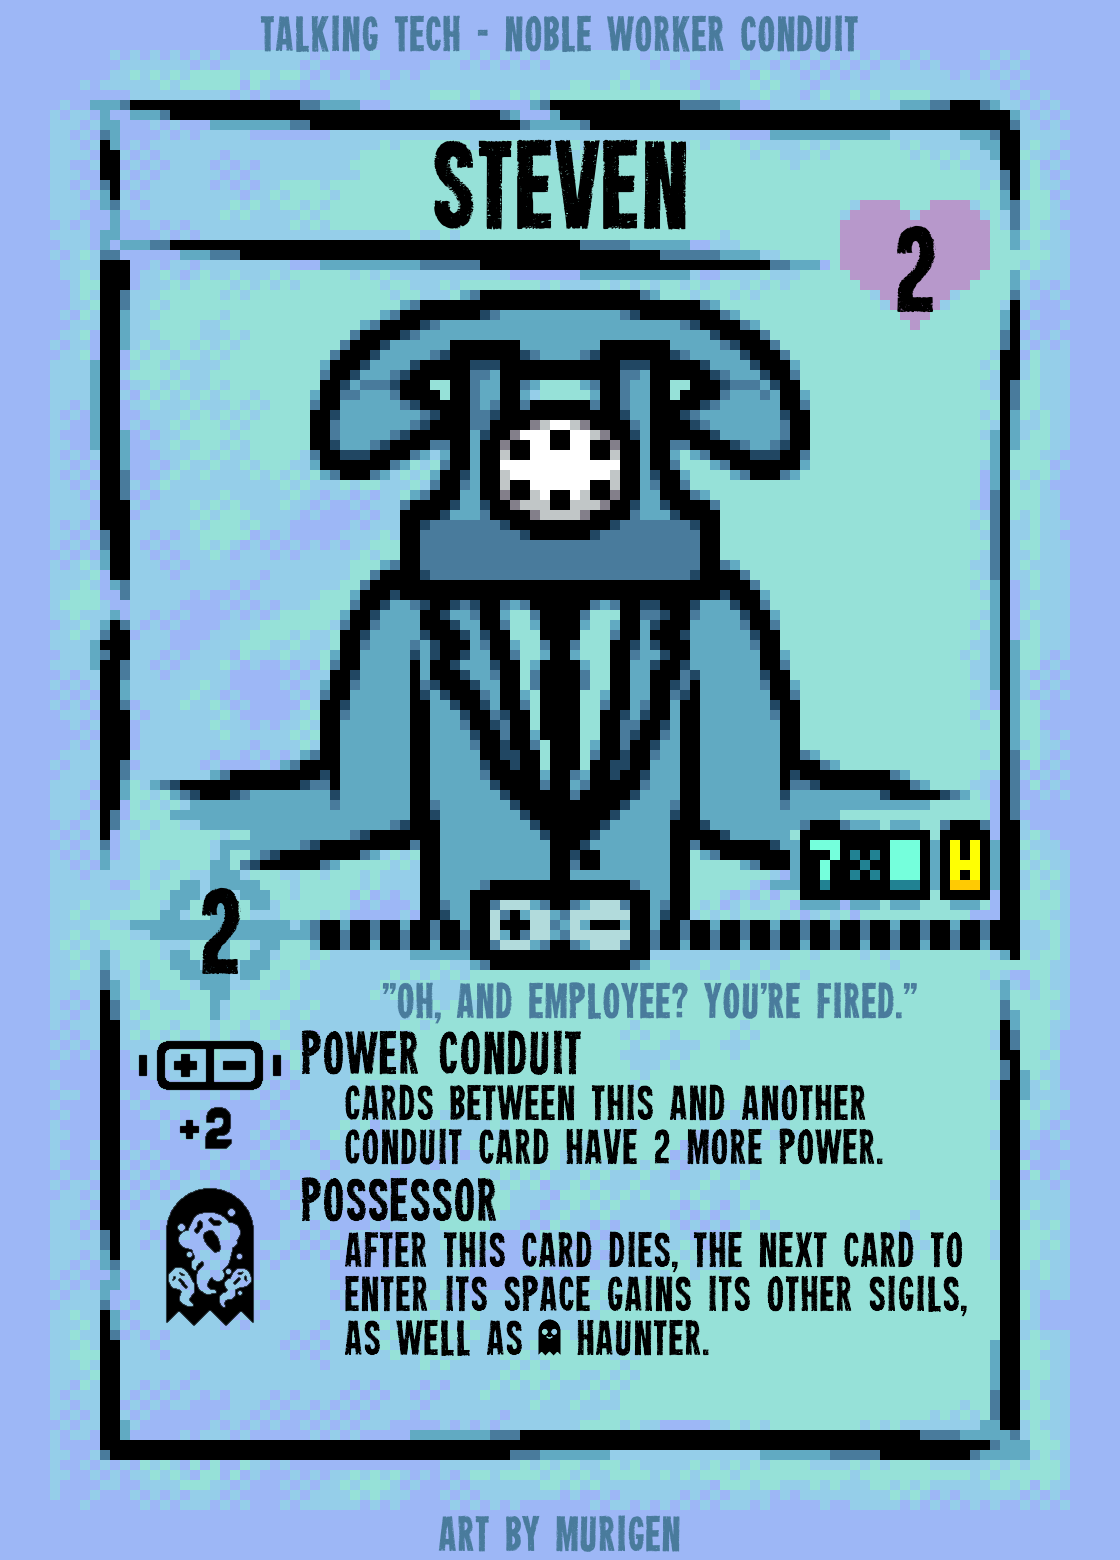 TALKING TECH - NOBLE WORKER CONDUIT
STEVEN
2
7×
2
"OH, AND EMPLOYEE? YOU'RE FIRED."
POWER CONDUIT
+2
CARDS BETWEEN THIS AND ANOTHER
CONDUIT CARD HAVE 2 MORE POWER.
POSSESSOR
AFTER THIS CARD DIES, THE NEXT CARD TO
ENTER ITS SPACE GAINS ITS OTHER SIGILS,
AS WELL AS HAUNTER.
ART BY MURIGEN